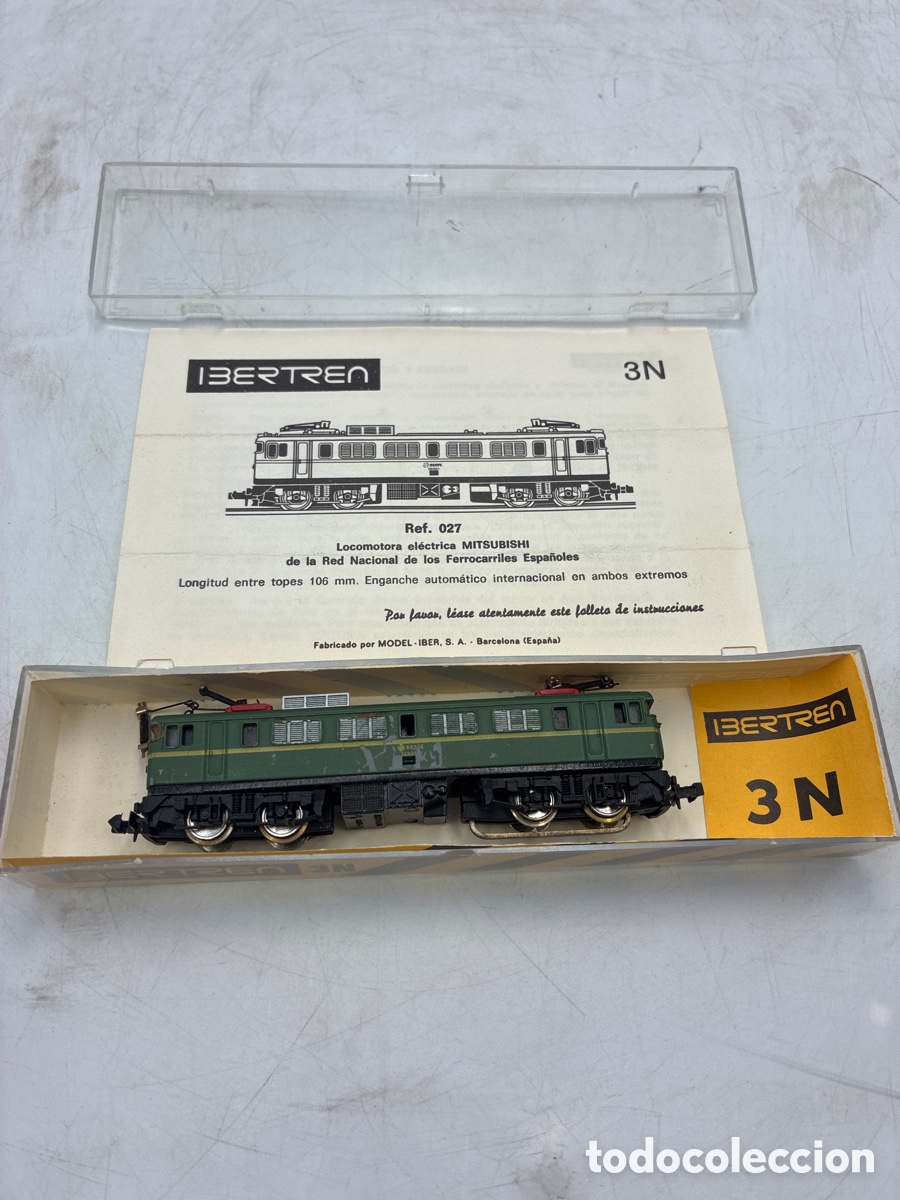 IBERTREN
3N
Ref. 027
Locomotora eléctrica MITSUBISHI
de la Red Nacional de los Ferrocarriles Españoles
Longitud entre topes 106 mm. Enganche automático internacional en ambos extremos
Por favor, léase atentamente este folleto de instrucciones
Fabricado por MODEL-IBER, S. A. - Barcelona (España)
IBERTREN
3N
T
T
IBERTREN 3N
todocoleccion